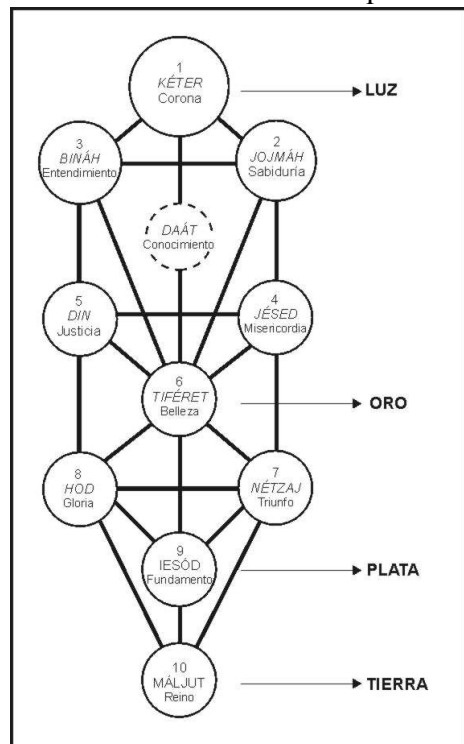 1
KÉTER
Corona
LUZ
3
BINÁH
Entendimiento
2
JOJMÁH
Sabiduría
DAÁT
Conocimiento
5
DIN
Justicia
4
JÉSED
Misericordia
6
TIFÉRET
Belleza
ORO
8
HOD
Gloria
7
NÉTZAJ
Triunfo
9
IESÓD
Fundamento
PLATA
10
MÁLJUT
Reino
TIERRA